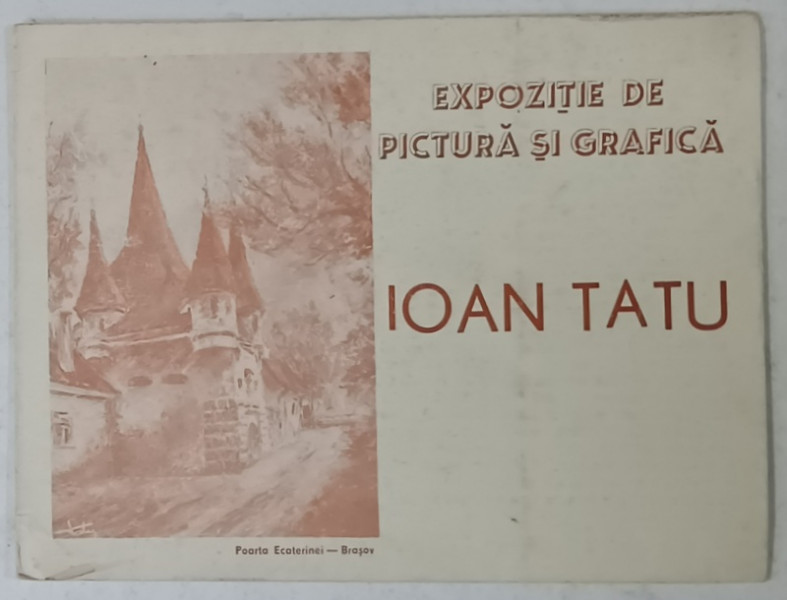 EXPOZIȚIE DE
PICTURĂ ȘI GRAFICĂ
IOAN TATU
Poarta Ecaterinei — Brașov